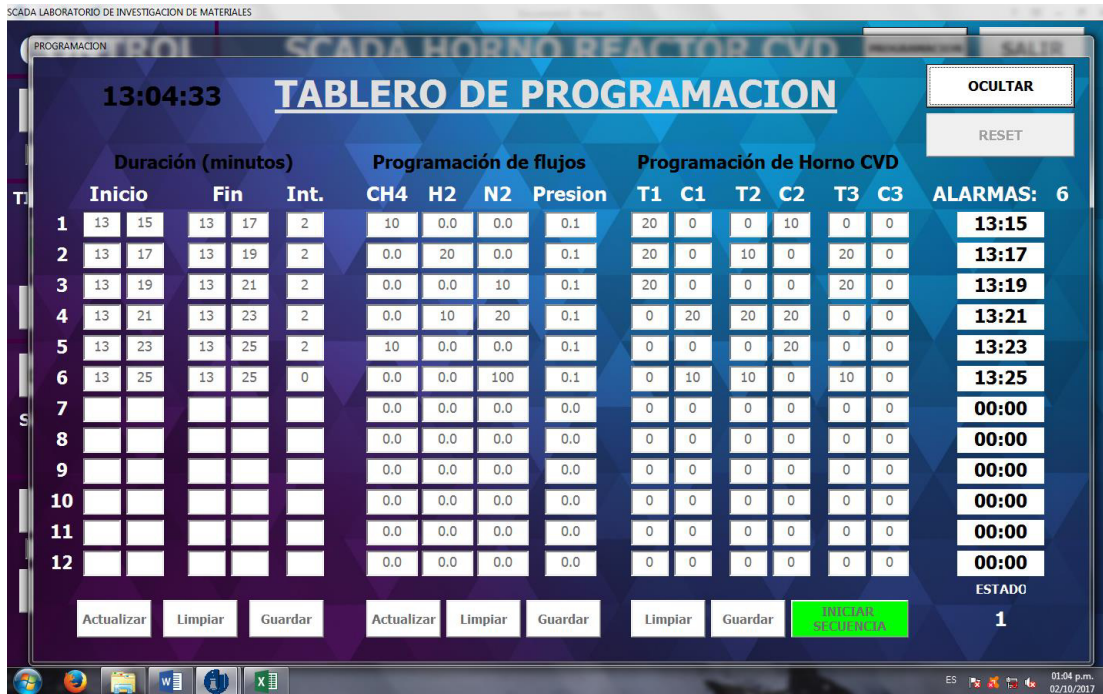 SCADA LABORATORIO DE INVESTIGACION DE MATERIALES
CONTROL SCADA HORNO REACTOR CVD PROGRAMACION SALIR
PROGRAMACION
13:04:33 TABLERO DE PROGRAMACION OCULTAR
RESET
Duración (minutos) Programación de flujos Programación de Horno CVD
Inicio Fin Int. CH4 H2 N2 Presion T1 C1 T2 C2 T3 C3 ALARMAS: 6
1 13 15 13 17 2 10 0.0 0.0 0.1 20 0 0 10 0 0 13:15
2 13 17 13 19 2 0.0 20 0.0 0.1 20 0 10 0 20 0 13:17
3 13 19 13 21 2 0.0 0.0 10 0.1 20 0 0 0 20 0 13:19
4 13 21 13 23 2 0.0 10 20 0.1 0 20 20 20 0 0 13:21
5 13 23 13 25 2 10 0.0 0.0 0.1 0 0 0 20 0 0 13:23
6 13 25 13 25 0 0.0 0.0 100 0.1 0 10 10 0 10 0 13:25
7 0.0 0.0 0.0 0.0 0 0 0 0 0 0 00:00
8 0.0 0.0 0.0 0.0 0 0 0 0 0 0 00:00
9 0.0 0.0 0.0 0.0 0 0 0 0 0 0 00:00
10 0.0 0.0 0.0 0.0 0 0 0 0 0 0 00:00
11 0.0 0.0 0.0 0.0 0 0 0 0 0 0 00:00
12 0.0 0.0 0.0 0.0 0 0 0 0 0 0 00:00
ESTADO
Actualizar Limpiar Guardar Actualizar Limpiar Guardar Limpiar Guardar INICIAR SECUENCIA 1
ES 01:04 p.m.
02/10/2017